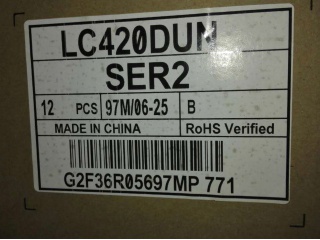 LC420DUN
SER2
12 PCS 97M/06-25 B
MADE IN CHINA RoHS Verified
G2F36R05697MP 771